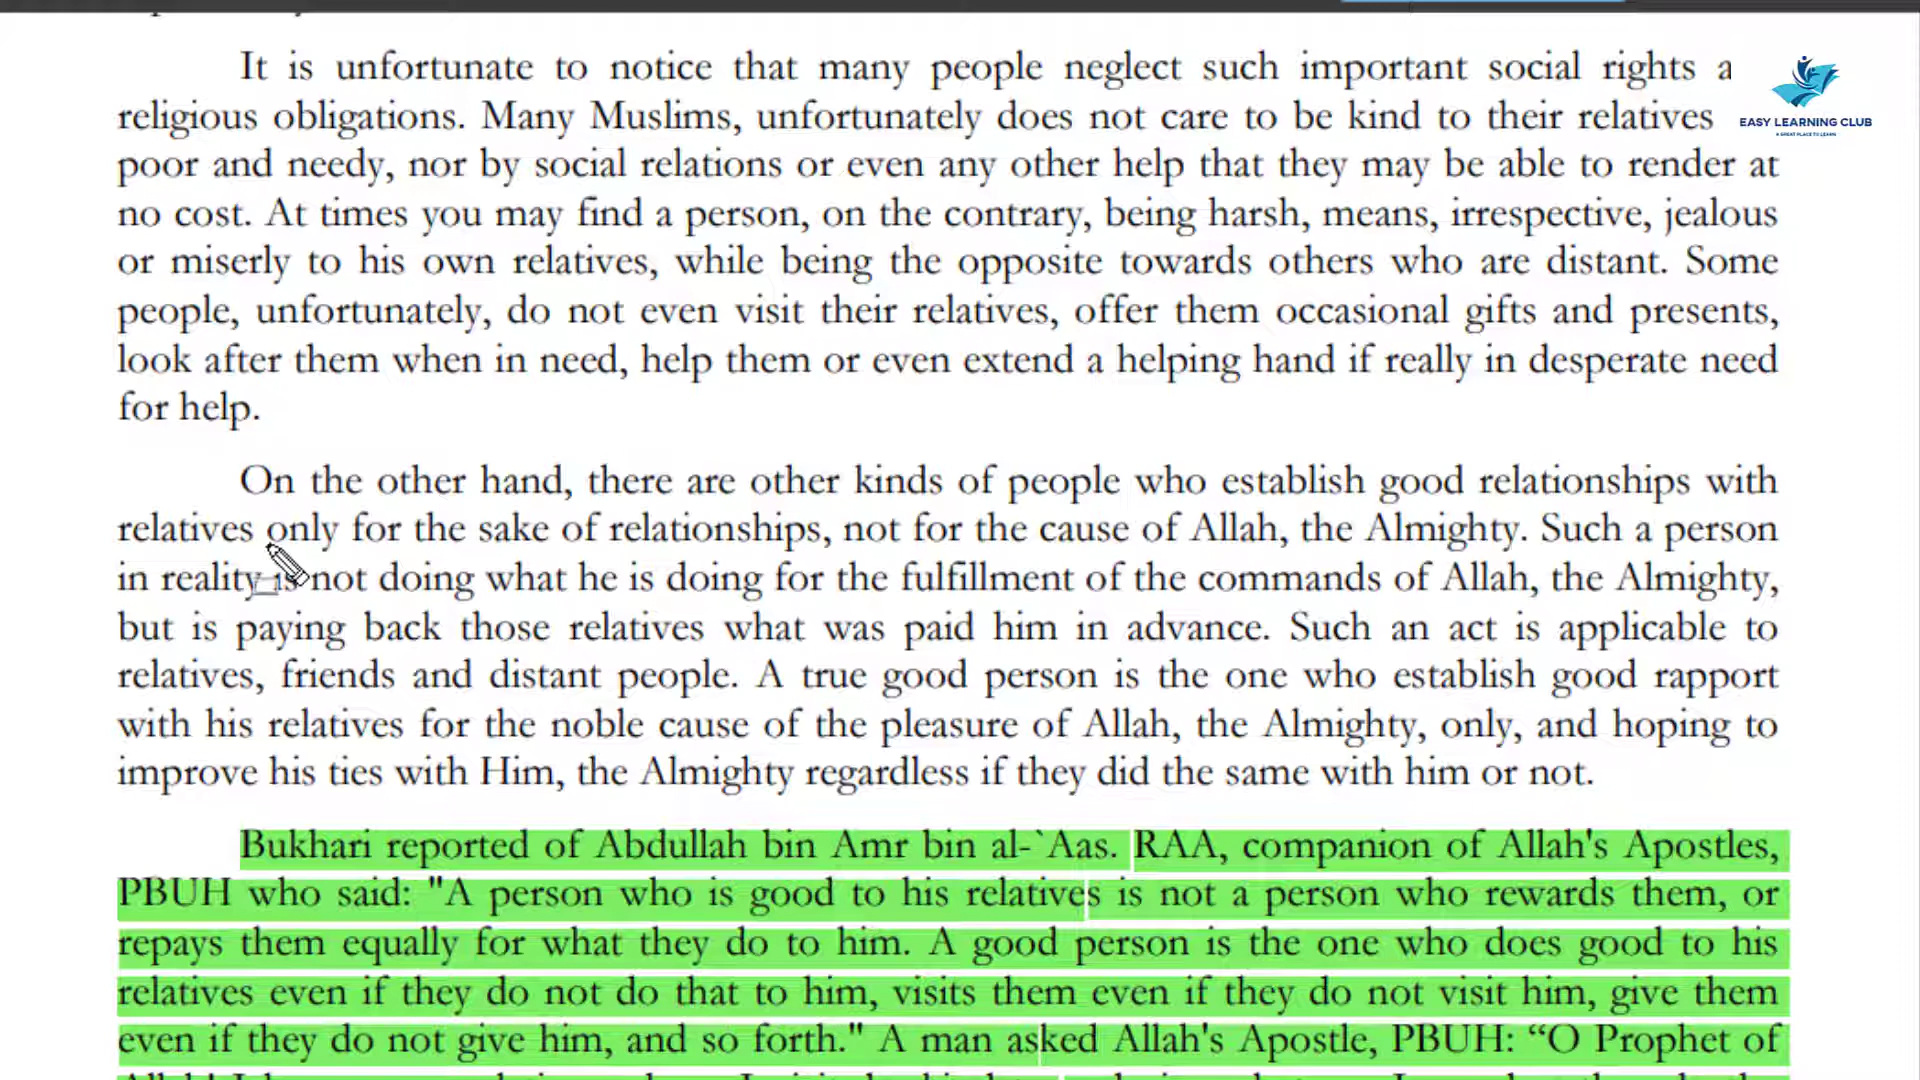 It is unfortunate to notice that many people neglect such important social rights a
religious obligations. Many Muslims, unfortunately does not care to be kind to their relatives
poor and needy, nor by social relations or even any other help that they may be able to render at
no cost. At times you may find a person, on the contrary, being harsh, means, irrespective, jealous
or miserly to his own relatives, while being the opposite towards others who are distant. Some
people, unfortunately, do not even visit their relatives, offer them occasional gifts and presents,
look after them when in need, help them or even extend a helping hand if really in desperate need
for help.
On the other hand, there are other kinds of people who establish good relationships with
relatives only for the sake of relationships, not for the cause of Allah, the Almighty. Such a person
in reality is not doing what he is doing for the fulfillment of the commands of Allah, the Almighty,
but is paying back those relatives what was paid him in advance. Such an act is applicable to
relatives, friends and distant people. A true good person is the one who establish good rapport
with his relatives for the noble cause of the pleasure of Allah, the Almighty, only, and hoping to
improve his ties with Him, the Almighty regardless if they did the same with him or not.
Bukhari reported of Abdullah bin Amr bin al-`Aas. RAA, companion of Allah's Apostles,
PBUH who said: "A person who is good to his relatives is not a person who rewards them, or
repays them equally for what they do to him. A good person is the one who does good to his
relatives even if they do not do that to him, visits them even if they do not visit him, give them
even if they do not give him, and so forth." A man asked Allah's Apostle, PBUH: “O Prophet of
EASY LEARNING CLUB
A GREAT PLACE TO LEARN